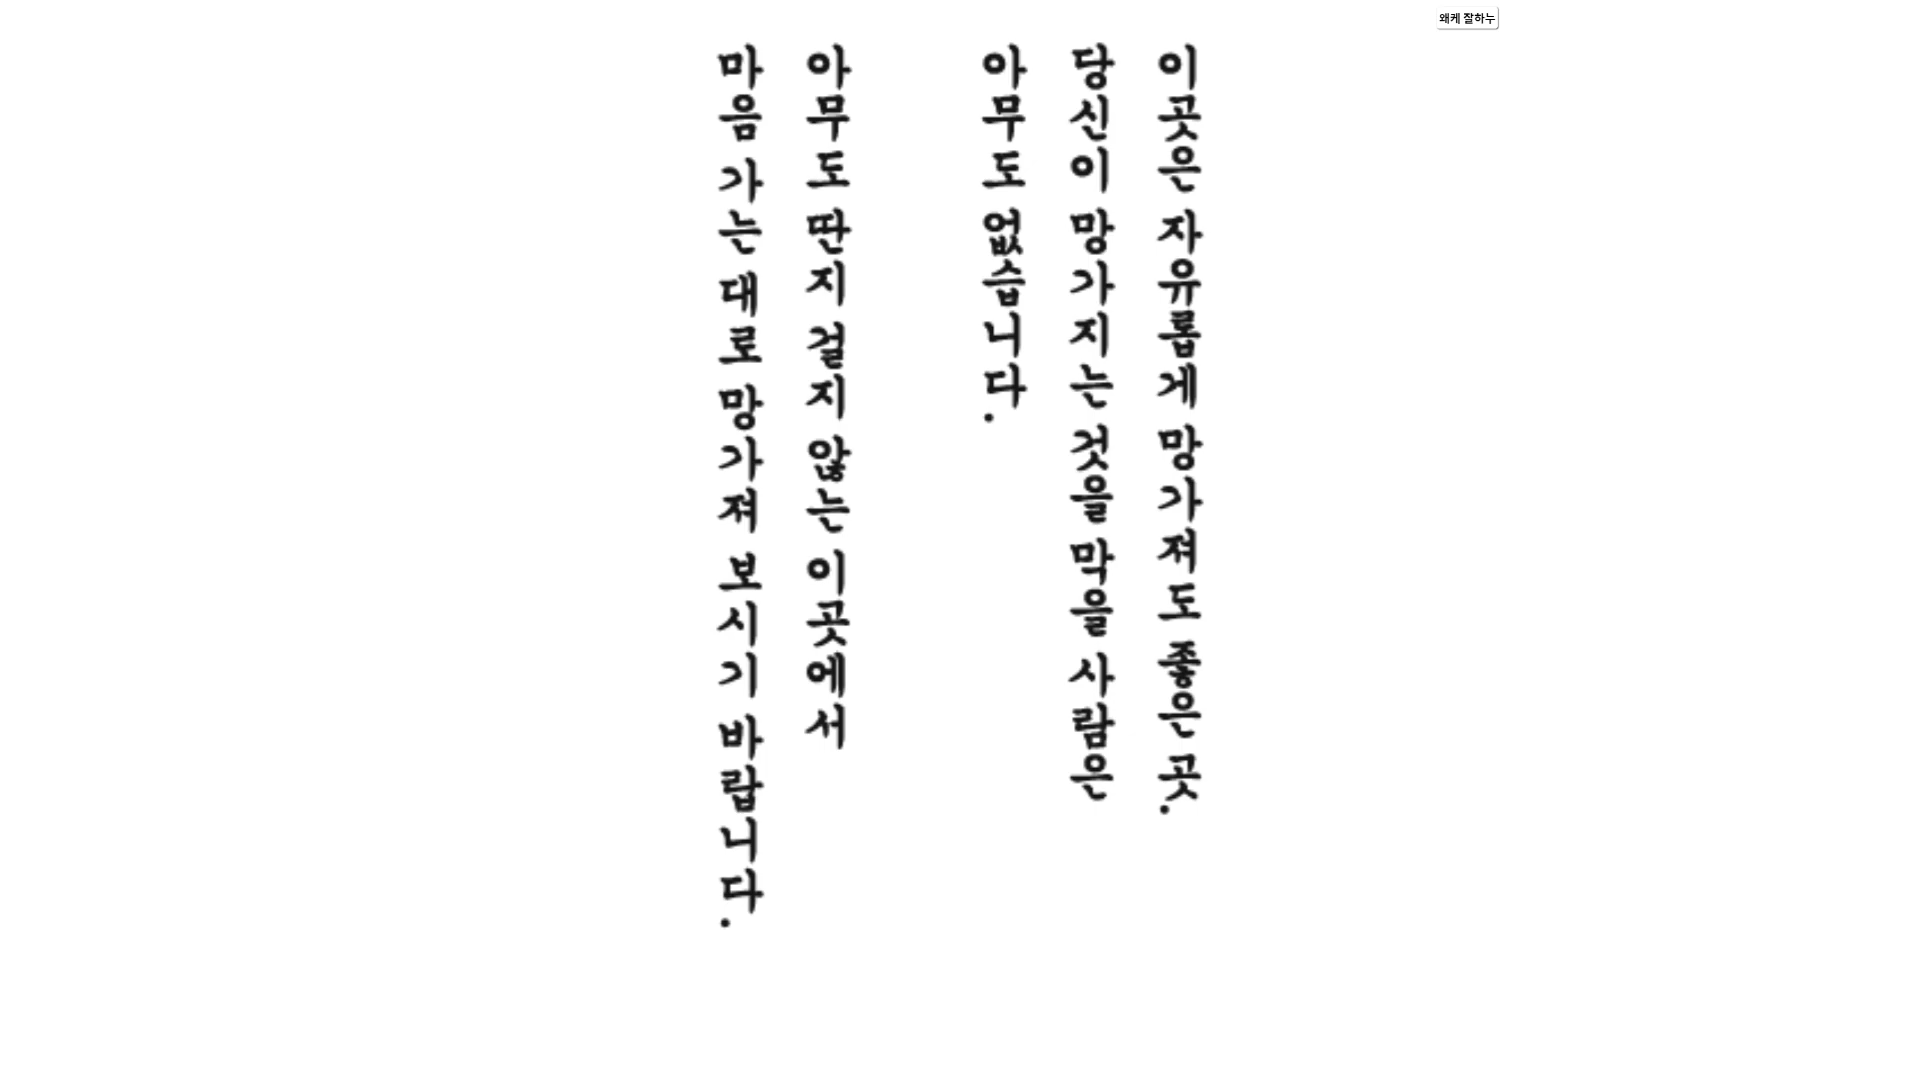 왜케 잘하누
이곳은 자유롭게 망가져도 좋은 곳.
당신이 망가지는 것을 막을 사람은
아무도 없습니다.
아무도 딴지 걸지 않는 이곳에서
마음 가는 대로 망가져 보시기 바랍니다.